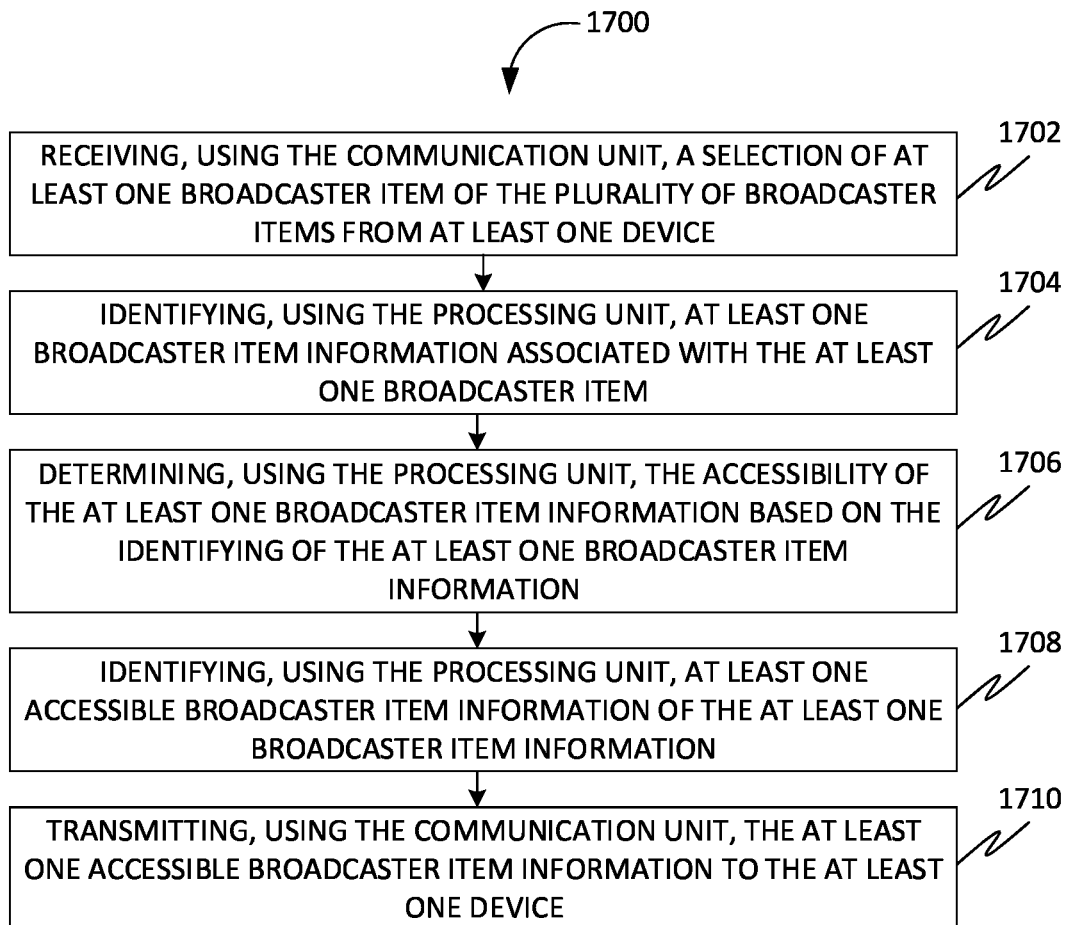 1700
1702
RECEIVING, USING THE COMMUNICATION UNIT, A SELECTION OF AT
LEAST ONE BROADCASTER ITEM OF THE PLURALITY OF BROADCASTER
ITEMS FROM AT LEAST ONE DEVICE
1704
IDENTIFYING, USING THE PROCESSING UNIT, AT LEAST ONE
BROADCASTER ITEM INFORMATION ASSOCIATED WITH THE AT LEAST
ONE BROADCASTER ITEM
1706
DETERMINING, USING THE PROCESSING UNIT, THE ACCESSIBILITY OF
THE AT LEAST ONE BROADCASTER ITEM INFORMATION BASED ON THE
IDENTIFYING OF THE AT LEAST ONE BROADCASTER ITEM
INFORMATION
1708
IDENTIFYING, USING THE PROCESSING UNIT, AT LEAST ONE
ACCESSIBLE BROADCASTER ITEM INFORMATION OF THE AT LEAST ONE
BROADCASTER ITEM INFORMATION
1710
TRANSMITTING, USING THE COMMUNICATION UNIT, THE AT LEAST
ONE ACCESSIBLE BROADCASTER ITEM INFORMATION TO THE AT LEAST
ONE DEVICE